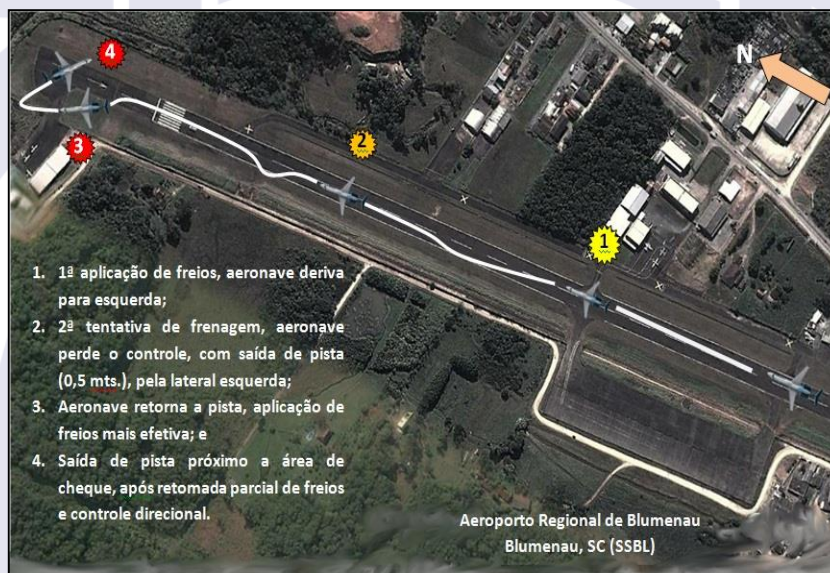 4
N
2
3
1
1. 1ª aplicação de freios, aeronave deriva
para esquerda;
2. 2ª tentativa de frenagem, aeronave
perde o controle, com saída de pista
(0,5 mts.), pela lateral esquerda;
3. Aeronave retorna a pista, aplicação de
freios mais efetiva; e
4. Saída de pista próximo a área de
cheque, após retomada parcial de freios
e controle direcional.
Aeroporto Regional de Blumenau
Blumenau, SC (SSBL)